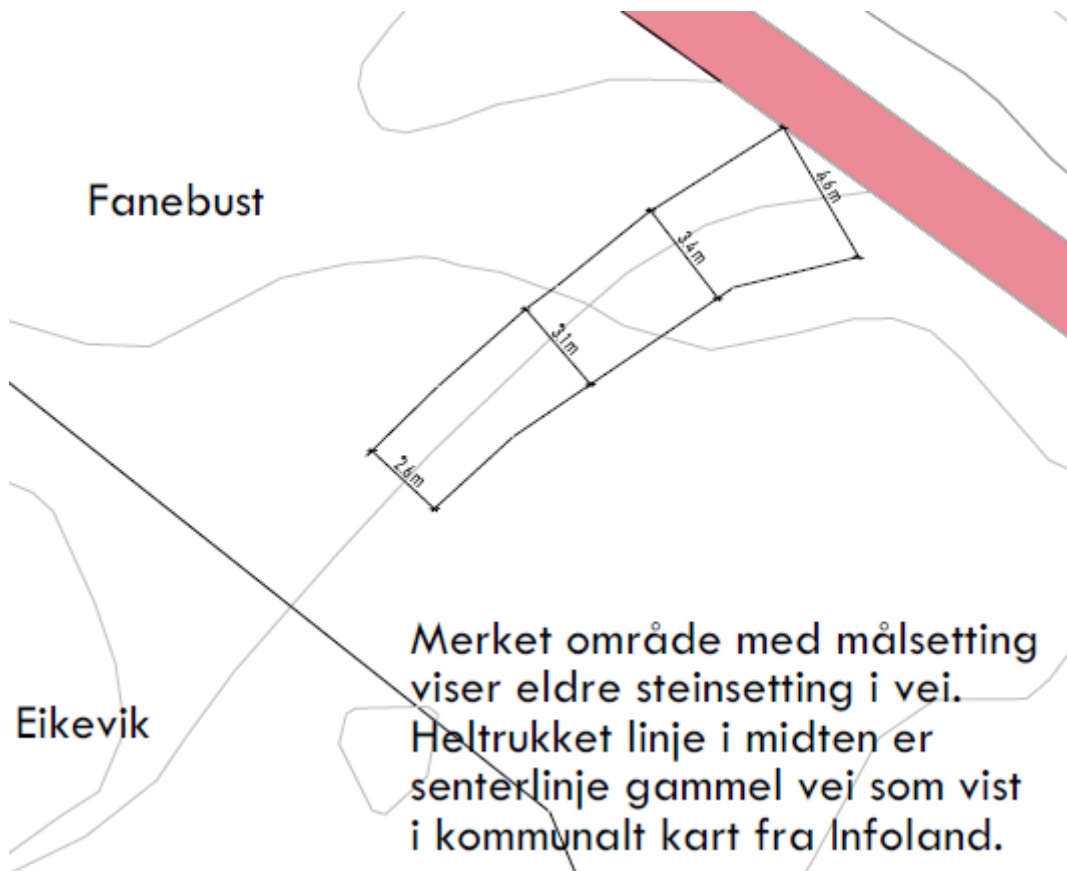 Fanebust
4.6m
3.4m
3.1m
2.6m
Merket område med målsetting
viser eldre steinsetting i vei.
Eikevik
Heltrukket linje i midten er
senterlinje gammel vei som vist
i kommunalt kart fra Infoland.